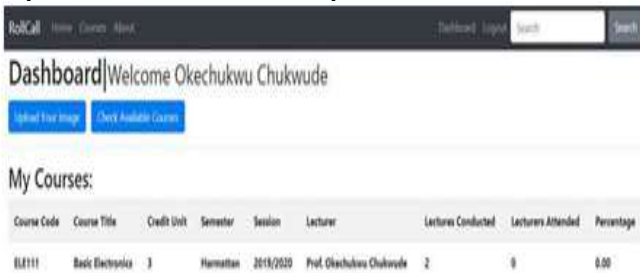 RollCall Home Courses About Dashboard Logout Search Search
Dashboard|Welcome Okechukwu Chukwude
Upload Your Image Check Available Courses
My Courses:
Course Code Course Title Credit Unit Semester Session Lecturer Lectures Conducted Lecturers Attended Percentage
ELE111 Basic Electronics 3 Harmattan 2019/2020 Prof. Okechukwu Chukwude 2 0 0.00